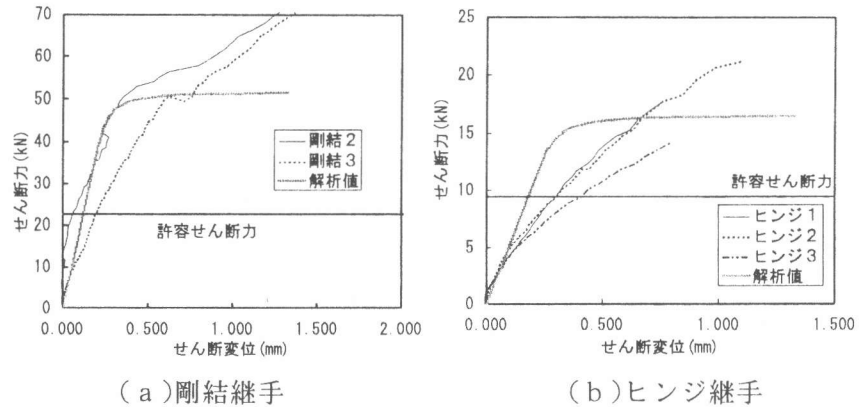 70
60
50
40
30
20
10
0
せん断力(kN)
剛結2
剛結3
解析値
許容せん断力
0.000 0.500 1.000 1.500 2.000
せん断変位(mm)
(a)剛結継手
25
20
15
10
5
0
せん断力(kN)
許容せん断力
ヒンジ1
ヒンジ2
ヒンジ3
解析値
0.000 0.500 1.000 1.500
せん断変位(mm)
(b)ヒンジ継手